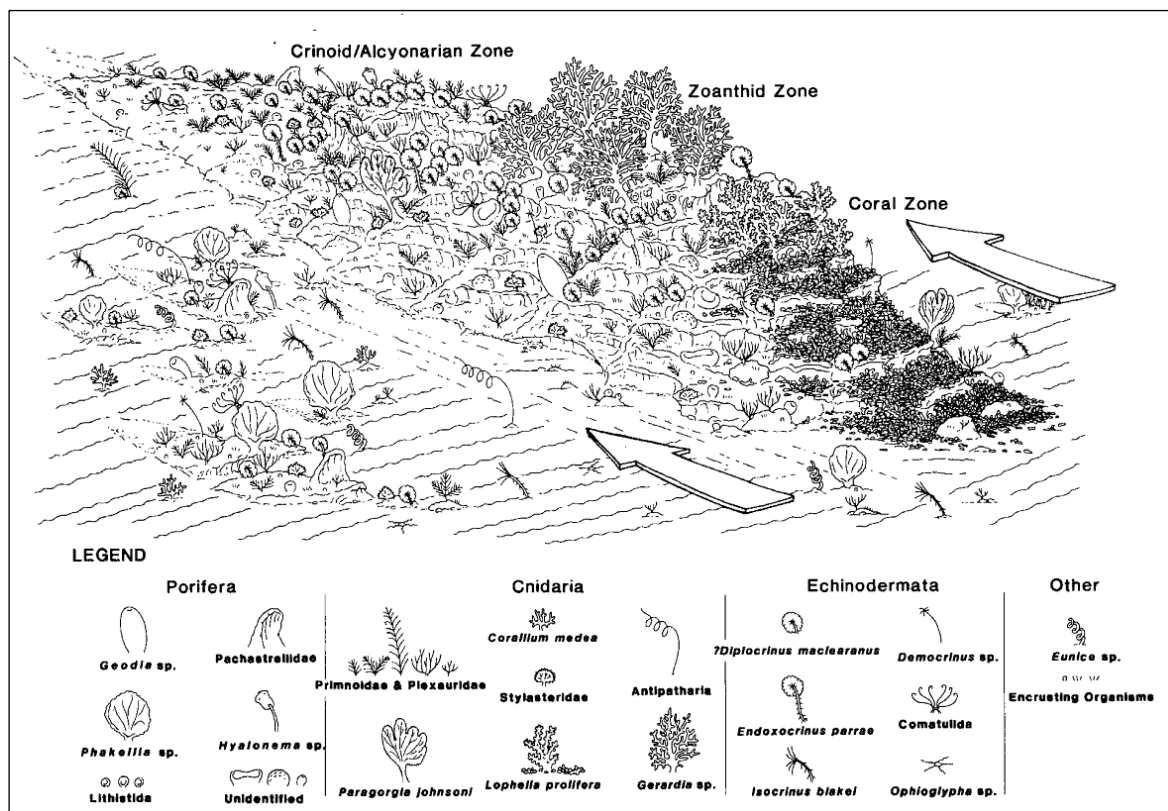 Crinoid/Alcyonarian Zone
Zoanthid Zone
Coral Zone
LEGEND
Porifera
Cnidaria
Echinodermata
Other
Geodia sp.
Pachastrellidae
Phakellia sp.
Hyalonema sp.
Lithistida
Unidentified
Primnoidae & Plexauridae
Corallium medea
Stylasteridae
Antipatharia
Paragorgia johnsoni
Lophelia prolifera
Gerardia sp.
?Diplocrinus maclearanus
Democrinus sp.
Endoxocrinus parrae
Comatulida
Isocrinus blakei
Ophioglypha sp.
Eunice sp.
Encrusting Organisms